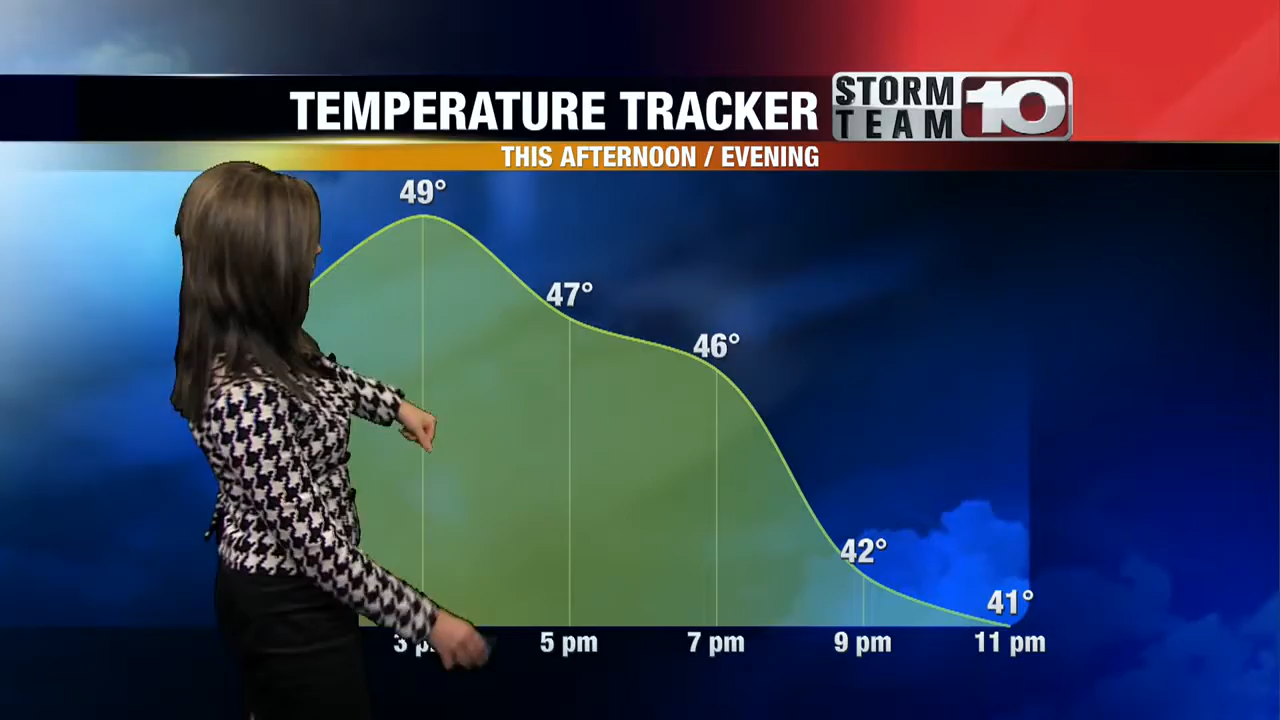 TEMPERATURE TRACKER
STORM
TEAM
10
THIS AFTERNOON / EVENING
49°
47°
46°
42°
41°
5 pm
7 pm
9 pm
11 pm